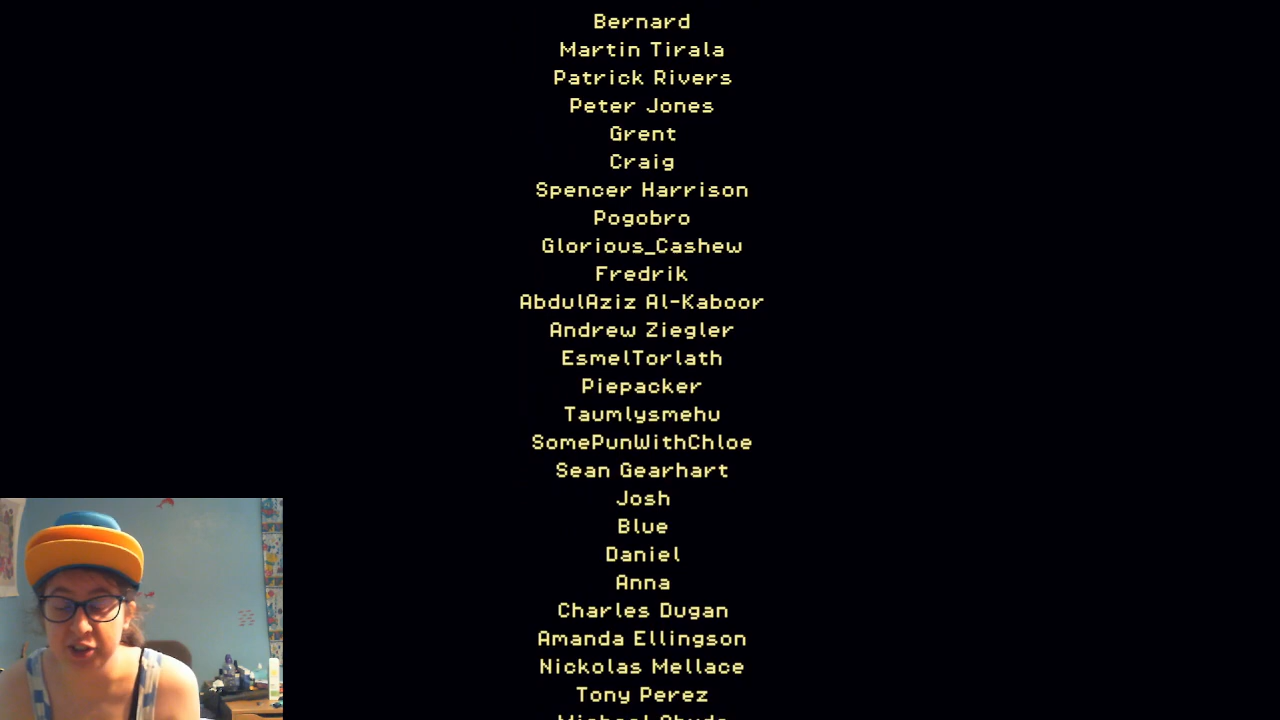 Bernard
Martin Tirala
Patrick Rivers
Peter Jones
Grent
Craig
Spencer Harrison
Pogobro
Glorious_Cashew
Fredrik
AbdulAziz Al-Kaboor
Andrew Ziegler
EsmelTorlath
Piepacker
Taumlysmehu
SomePunWithChloe
Sean Gearhart
Josh
Blue
Daniel
Anna
Charles Dugan
Amanda Ellingson
Nickolas Mellace
Tony Perez
Michael